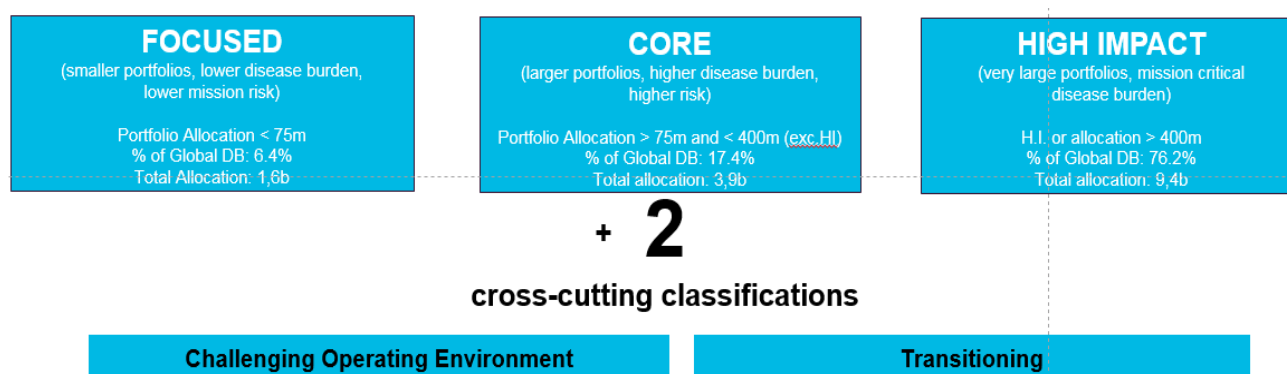 FOCUSED
(smaller portfolios, lower disease burden,
lower mission risk)
Portfolio Allocation < 75m
% of Global DB: 6.4%
Total Allocation: 1,6b
CORE
(larger portfolios, higher disease burden,
higher risk)
Portfolio Allocation > 75m and < 400m (exc.HI)
% of Global DB: 17.4%
Total allocation: 3,9b
HIGH IMPACT
(very large portfolios, mission critical
disease burden)
H.I. or allocation > 400m
% of Global DB: 76.2%
Total allocation: 9,4b
+ 2
cross-cutting classifications
Challenging Operating Environment
Transitioning